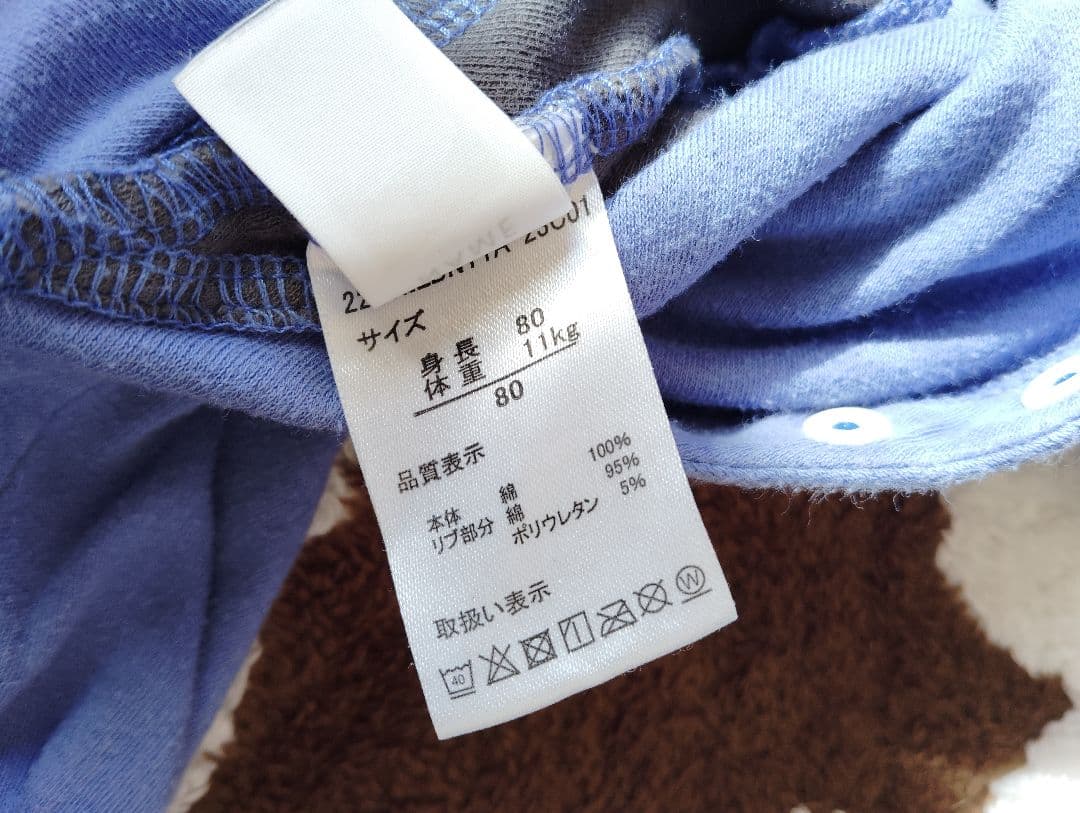 サイズ 80
身長 80
体重 11kg
80
品質表示
本体 綿 100%
リブ部分 綿 95%
ポリウレタン 5%
取扱い表示
40
W